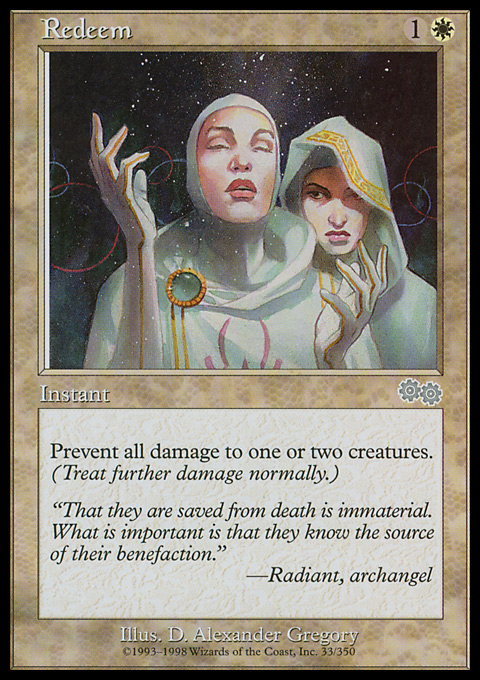 Redeem 1
Instant
Prevent all damage to one or two creatures.
(Treat further damage normally.)
“That they are saved from death is immaterial.
What is important is that they know the source
of their benefaction.”
—Radiant, archangel
Illus. D. Alexander Gregory
©1993–1998 Wizards of the Coast, Inc. 33/350